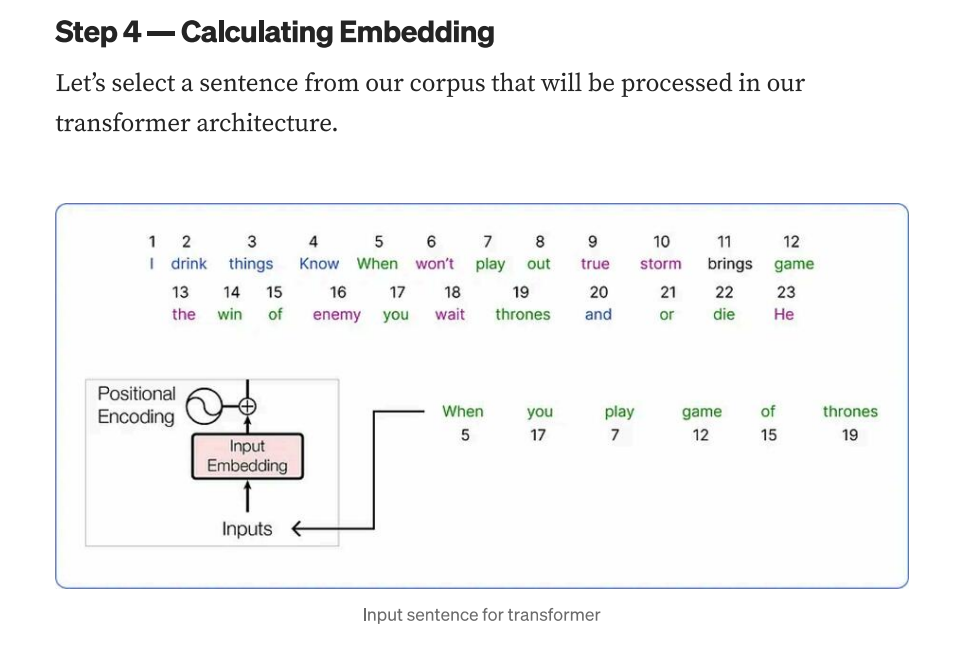 Step 4 — Calculating Embedding
Let’s select a sentence from our corpus that will be processed in our
transformer architecture.
1 2 3 4 5 6 7 8 9 10 11 12
I drink things Know When won't play out true storm brings game
13 14 15 16 17 18 19 20 21 22 23
the win of enemy you wait thrones and or die He
Positional
Encoding
Input
Embedding
Inputs
When you play game of thrones
5 17 7 12 15 19
Input sentence for transformer